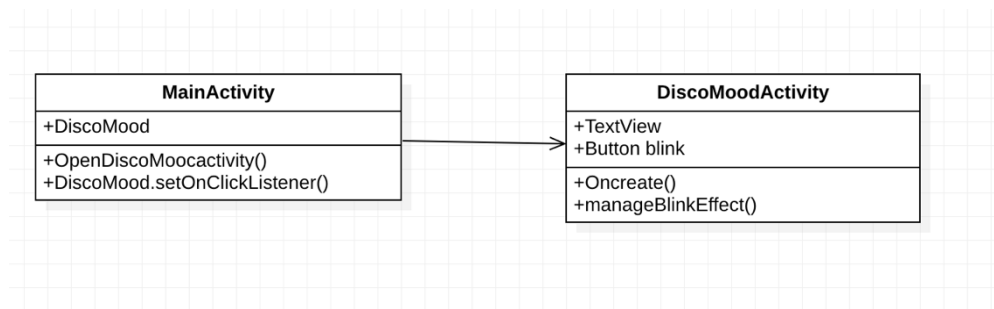 MainActivity
+DiscoMood
+OpenDiscoMoocactivity()
+DiscoMood.setOnClickListener()
DiscoMoodActivity
+TextView
+Button blink
+Oncreate()
+manageBlinkEffect()